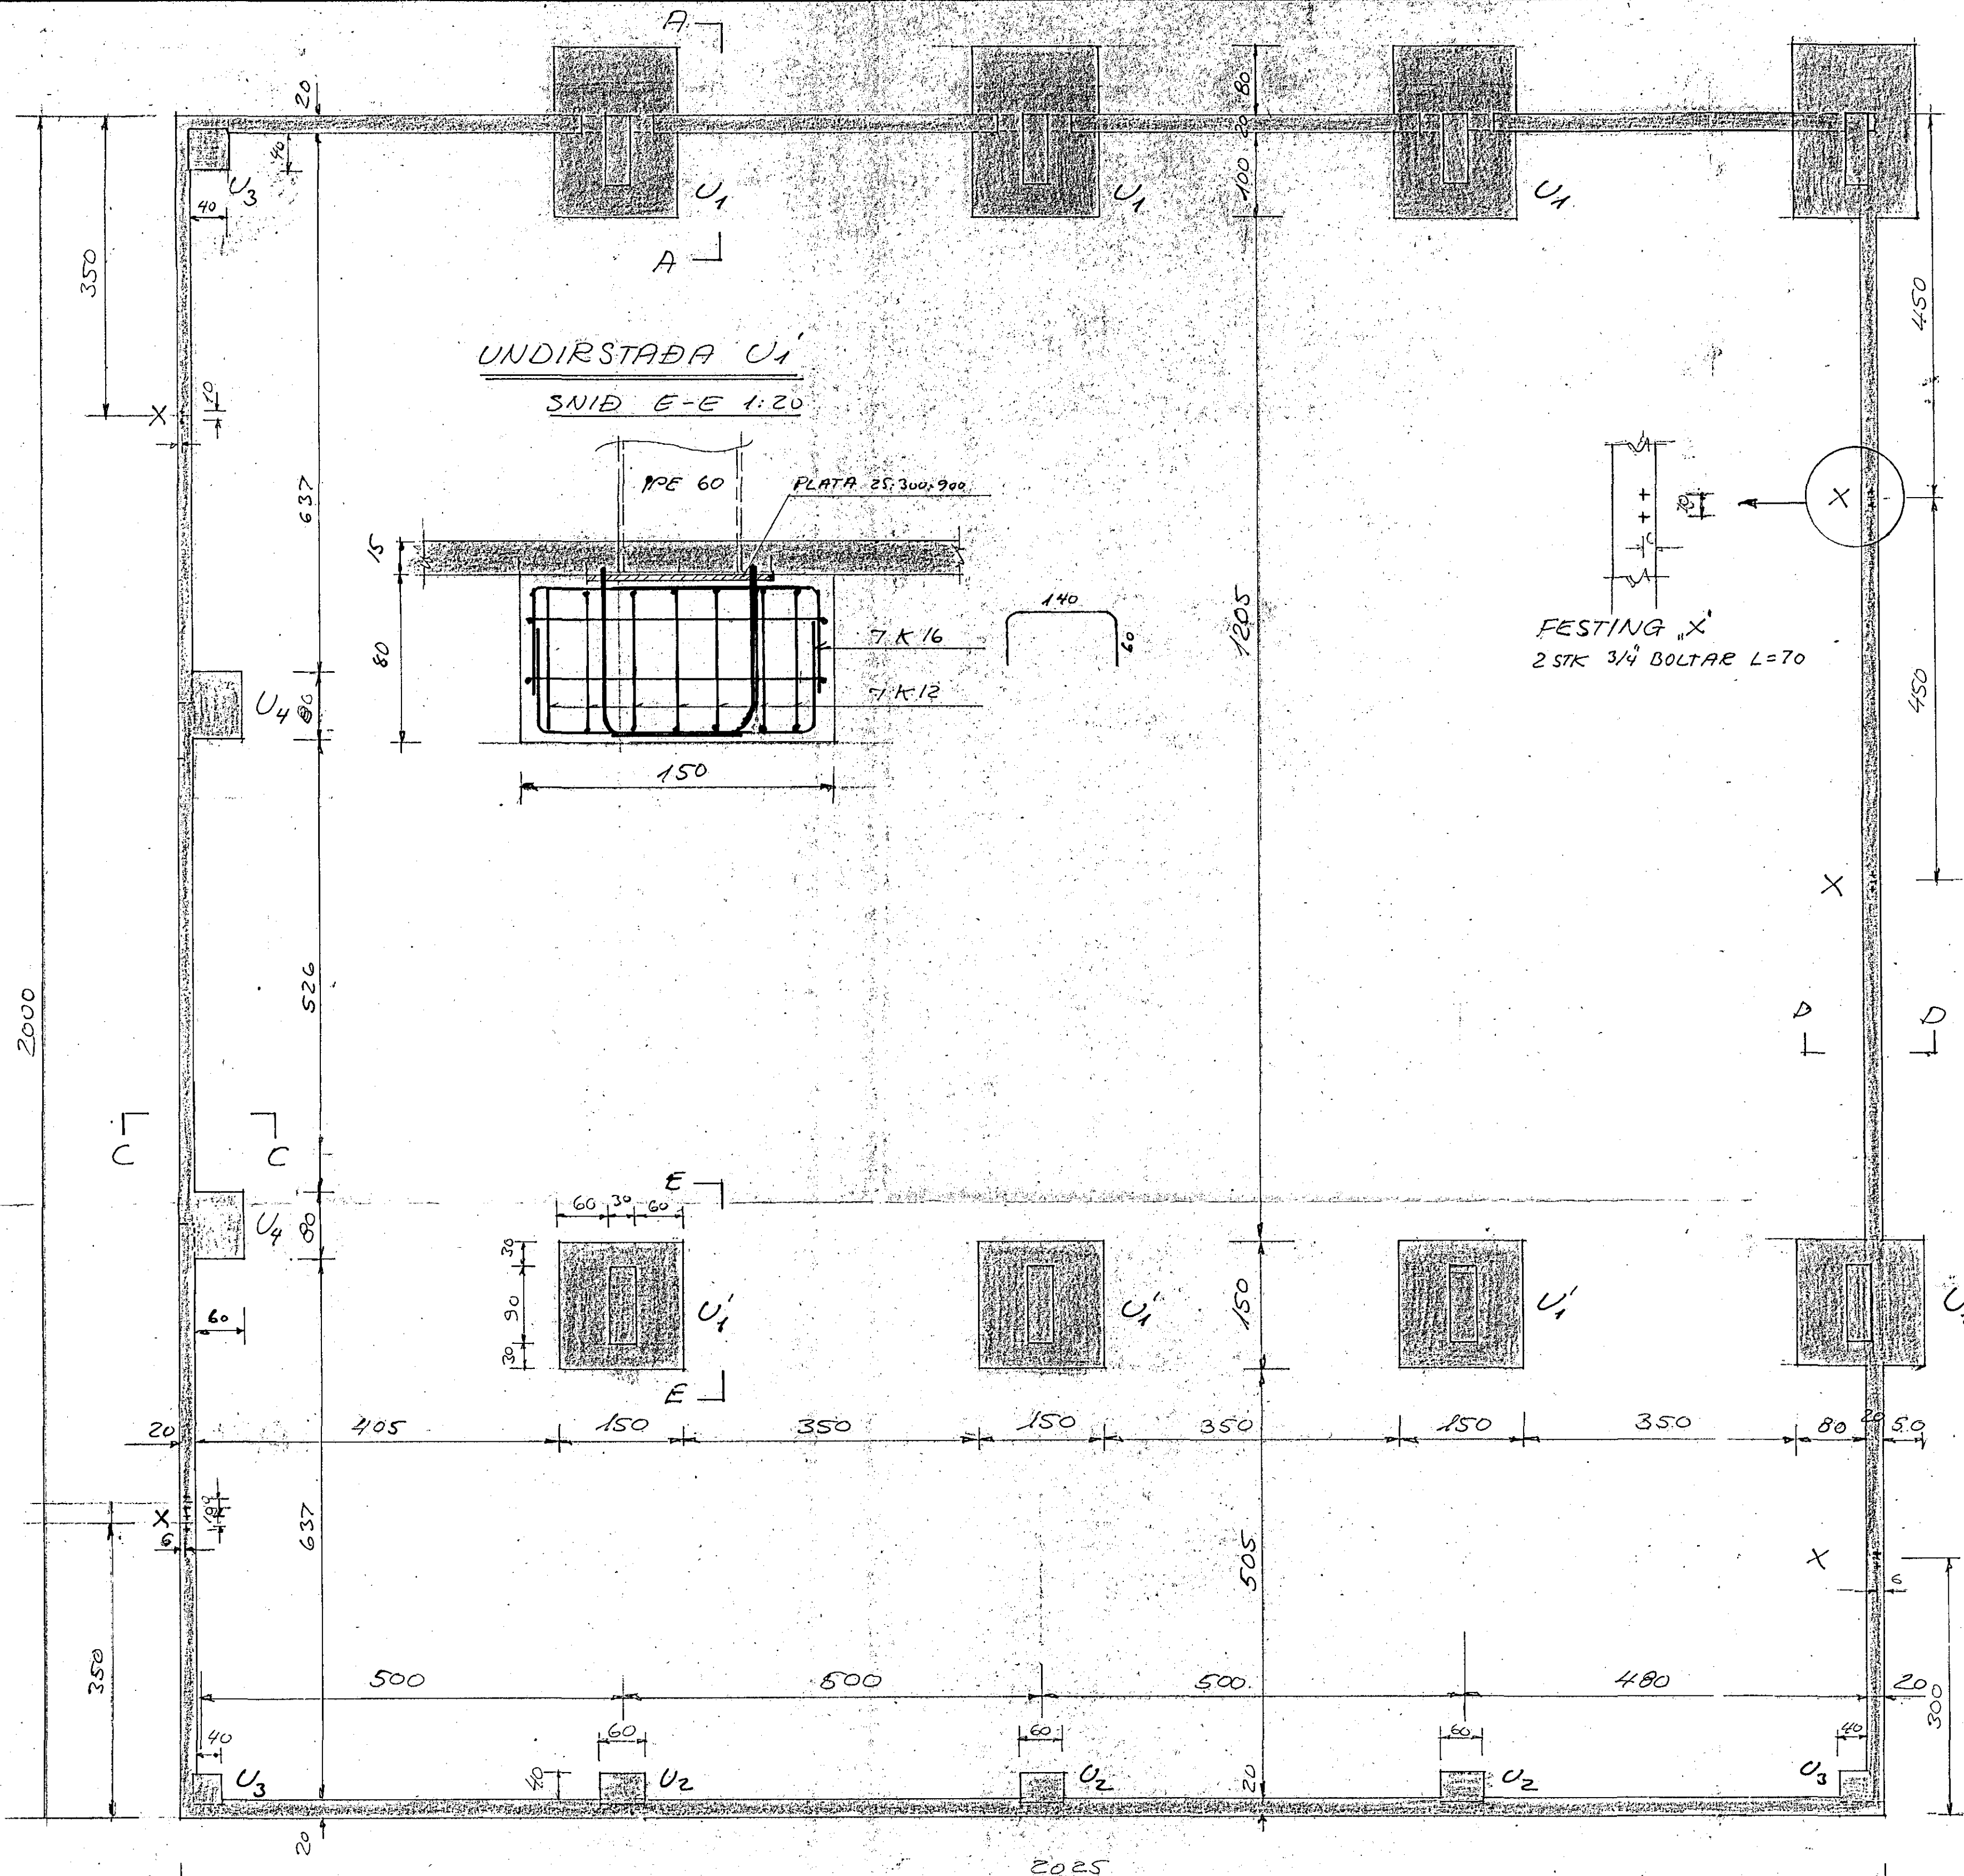 A
20
80
20
100
40
40
U3
U1
U1
U1
A
350
450
UNDIRSTAÐA U1'
SNIÐ E-E 1:20
X
10
637
IPE 60
PLATA 25.300.900
X
10
15
140
60
7 K 16
80
7 K 12
1205
FESTING „X"
2 STK 3/4" BOLTAR L=70
U4
80
450
150
X
2000
526
D
D
C
C
E
60
30
60
U4
80
30
90
30
U1'
U1'
150
U1'
60
E
20
405
150
350
150
350
150
350
80
20
50
X
6
637
505
X
6
350
500
500
500
480
20
300
40
60
60
60
40
U3
40
U2
U2
U2
U3
20
20
2025